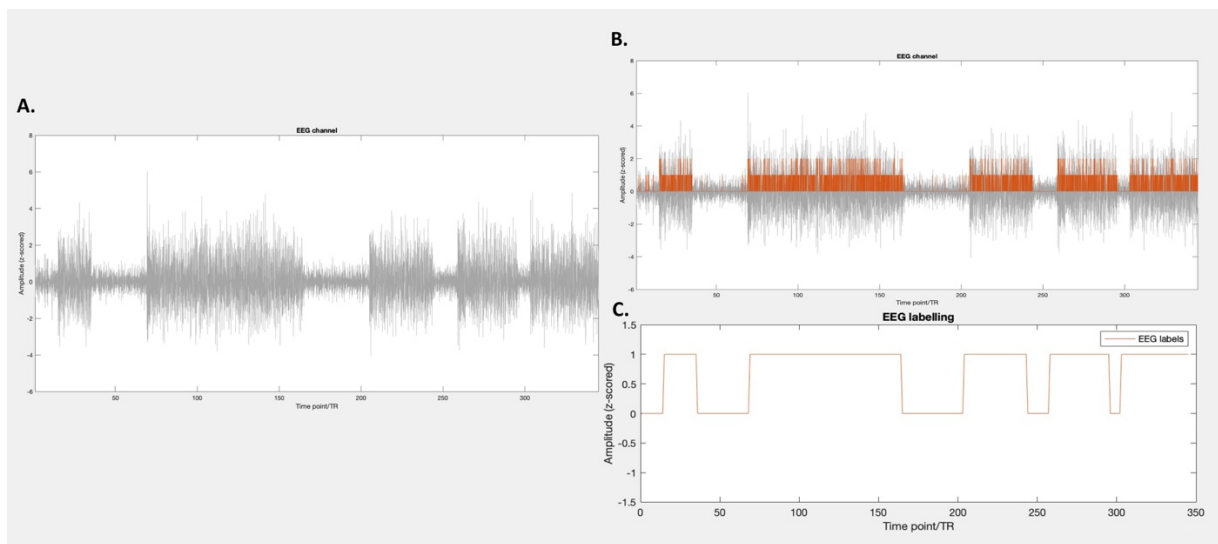 A.
EEG channel
8
6
4
2
0
-2
-4
-6
Amplitude (z-scored)
50 100 150 200 250 300
Time point/TR
B.
EEG channel
8
6
4
2
0
-2
-4
-6
Amplitude (z-scored)
50 100 150 200 250 300
Time point/TR
C.
EEG labelling
EEG labels
1.5
1
0.5
0
-0.5
-1
-1.5
Amplitude (z-scored)
0 50 100 150 200 250 300 350
Time point/TR